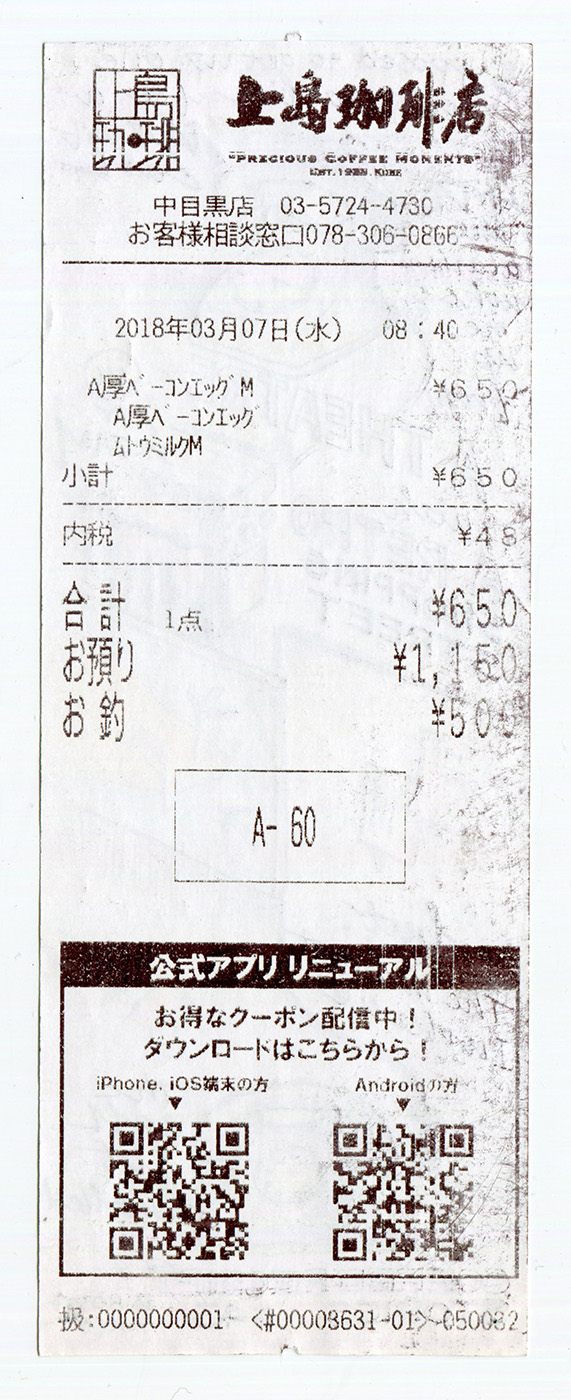 上島珈琲
上島珈琲店
"PRECIOUS COFFEE MOMENTS"
EST. 1933. KOBE
中目黒店 03-5724-4730
お客様相談窓口078-306-0866
2018年03月07日(水) 08:40
A厚ベーコンエッグM ¥650
A厚ベーコンエッグ
ムトウミルクM
小計 ¥650
内税 ¥48
合計 1点 ¥650
お預り ¥1,150
お釣 ¥500
A- 60
公式アプリ リニューアル
お得なクーポン配信中!
ダウンロードはこちらから!
iPhone, iOS端末の方 Androidの方
▼ ▼
扱:0000000001 <#00008631-01>-050032